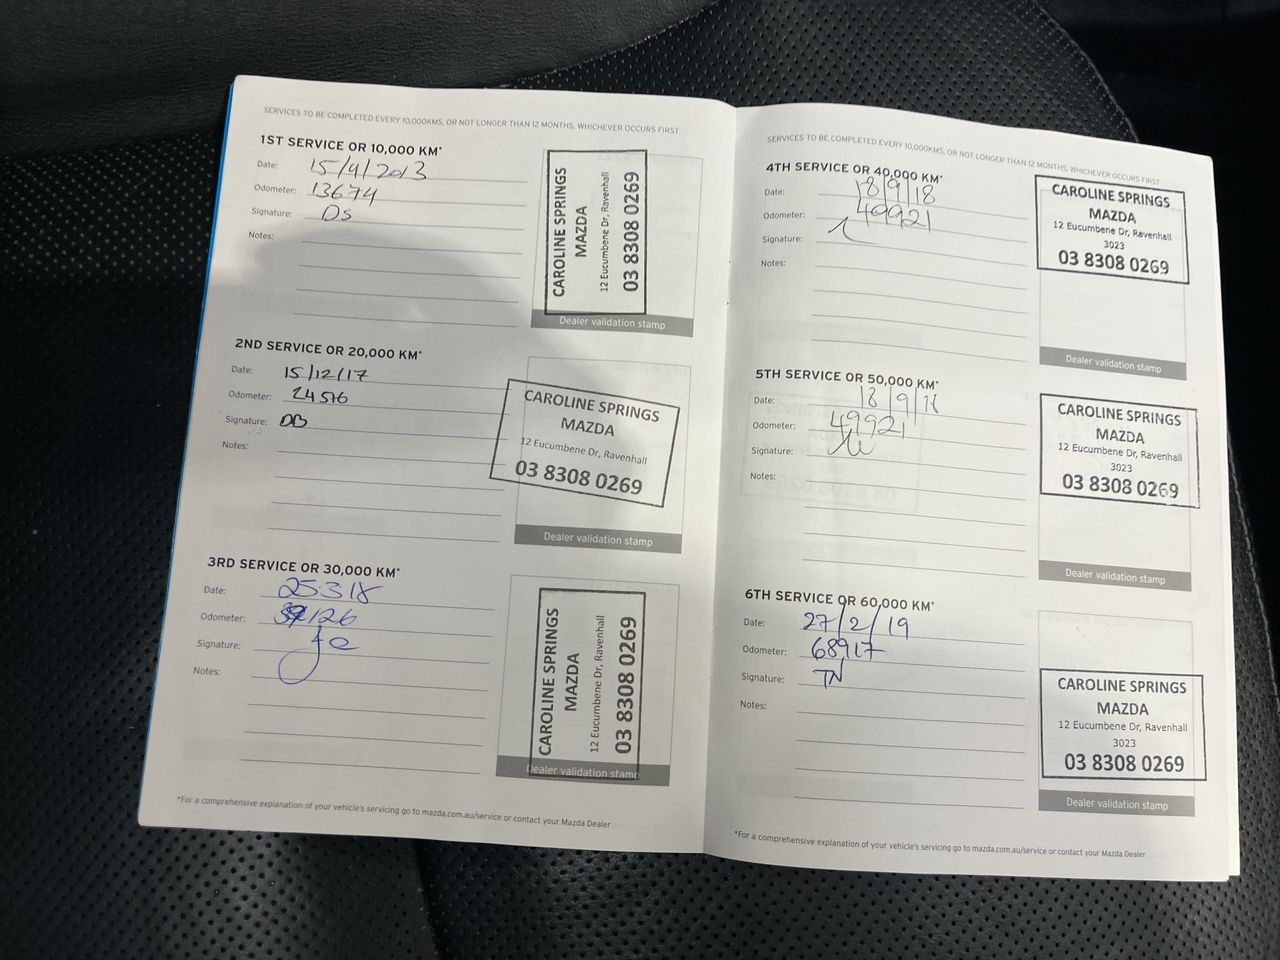 SERVICES TO BE COMPLETED EVERY 10,000KMS, OR NOT LONGER THAN 12 MONTHS, WHICHEVER OCCURS FIRST
1ST SERVICE OR 10,000 KM*
Date: 15/4/2013
Odometer: 13674
Signature: DS
Notes:
CAROLINE SPRINGS
MAZDA
12 Eucumbene Dr, Ravenhall
03 8308 0269
Dealer validation stamp
2ND SERVICE OR 20,000 KM*
Date: 15/12/17
Odometer: 24576
Signature: DB
Notes:
CAROLINE SPRINGS
MAZDA
12 Eucumbene Dr, Ravenhall
03 8308 0269
Dealer validation stamp
3RD SERVICE OR 30,000 KM*
Date: 25318
Odometer: 126
Signature:
Notes:
CAROLINE SPRINGS
MAZDA
12 Eucumbene Dr, Ravenhall
03 8308 0269
Dealer validation stamp
*For a comprehensive explanation of your vehicle's servicing go to mazda.com.au/service or contact your Mazda Dealer
SERVICES TO BE COMPLETED EVERY 10,000KMS, OR NOT LONGER THAN 12 MONTHS, WHICHEVER OCCURS FIRST
4TH SERVICE OR 40,000 KM*
Date: 18/9/18
Odometer: 49921
Signature:
Notes:
CAROLINE SPRINGS
MAZDA
12 Eucumbene Dr, Ravenhall
3023
03 8308 0269
Dealer validation stamp
5TH SERVICE OR 50,000 KM*
Date: 18/9/18
Odometer: 49921
Signature:
Notes:
CAROLINE SPRINGS
MAZDA
12 Eucumbene Dr, Ravenhall
3023
03 8308 0269
Dealer validation stamp
6TH SERVICE OR 60,000 KM*
Date: 27/2/19
Odometer: 68917
Signature: TN
Notes:
CAROLINE SPRINGS
MAZDA
12 Eucumbene Dr, Ravenhall
3023
03 8308 0269
Dealer validation stamp
*For a comprehensive explanation of your vehicle's servicing go to mazda.com.au/service or contact your Mazda Dealer